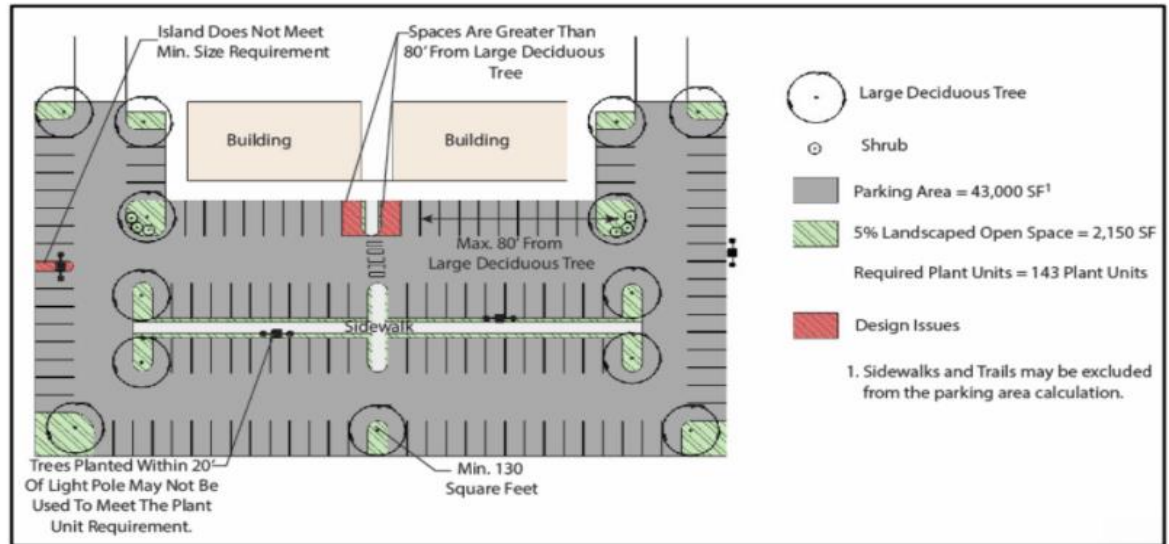 Island Does Not Meet
Min. Size Requirement
Spaces Are Greater Than
80' From Large Deciduous
Tree
Building
Building
Max. 80' From
Large Deciduous Tree
Sidewalk
Trees Planted Within 20'
Of Light Pole May Not Be
Used To Meet The Plant
Unit Requirement.
Min. 130
Square Feet
Large Deciduous Tree
Shrub
Parking Area = 43,000 SF¹
5% Landscaped Open Space = 2,150 SF
Required Plant Units = 143 Plant Units
Design Issues
1. Sidewalks and Trails may be excluded
from the parking area calculation.